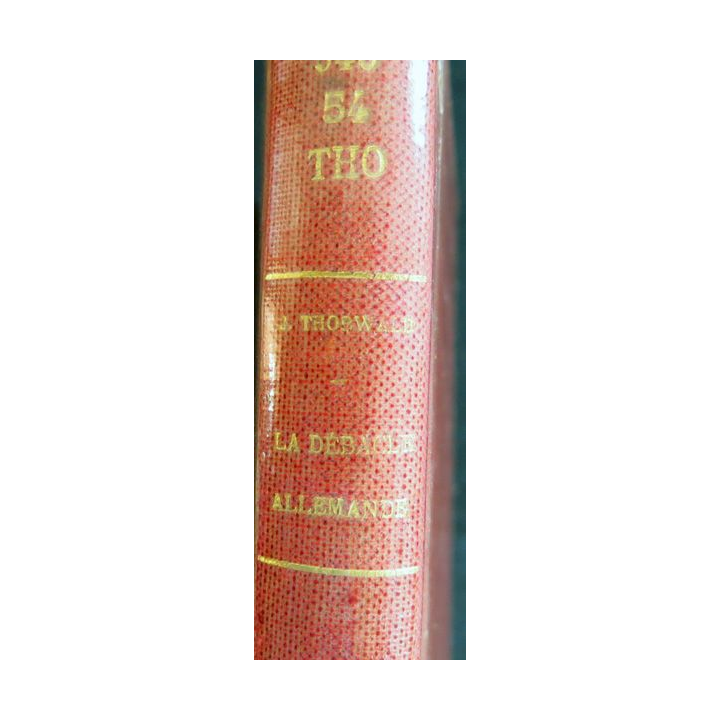 54
THO
J. THORWALD
-
LA DÉBACLE
ALLEMANDE